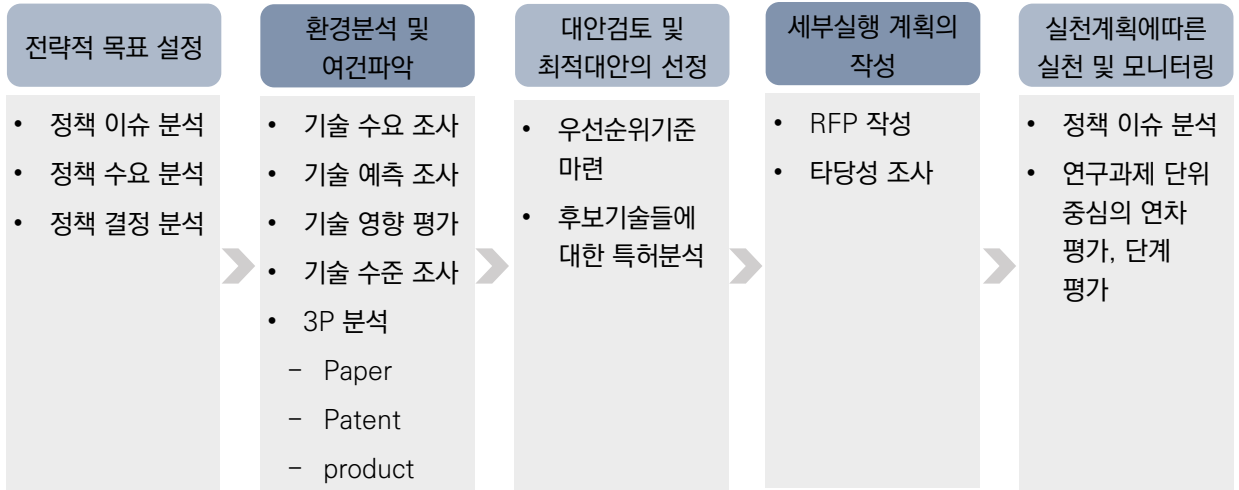 전략적 목표 설정
• 정책 이슈 분석
• 정책 수요 분석
• 정책 결정 분석
환경분석 및
여건파악
• 기술 수요 조사
• 기술 예측 조사
• 기술 영향 평가
• 기술 수준 조사
• 3P 분석
– Paper
– Patent
– product
대안검토 및
최적대안의 선정
• 우선순위기준
마련
• 후보기술들에
대한 특허분석
세부실행 계획의
작성
• RFP 작성
• 타당성 조사
실천계획에따른
실천 및 모니터링
• 정책 이슈 분석
• 연구과제 단위
중심의 연차
평가, 단계
평가